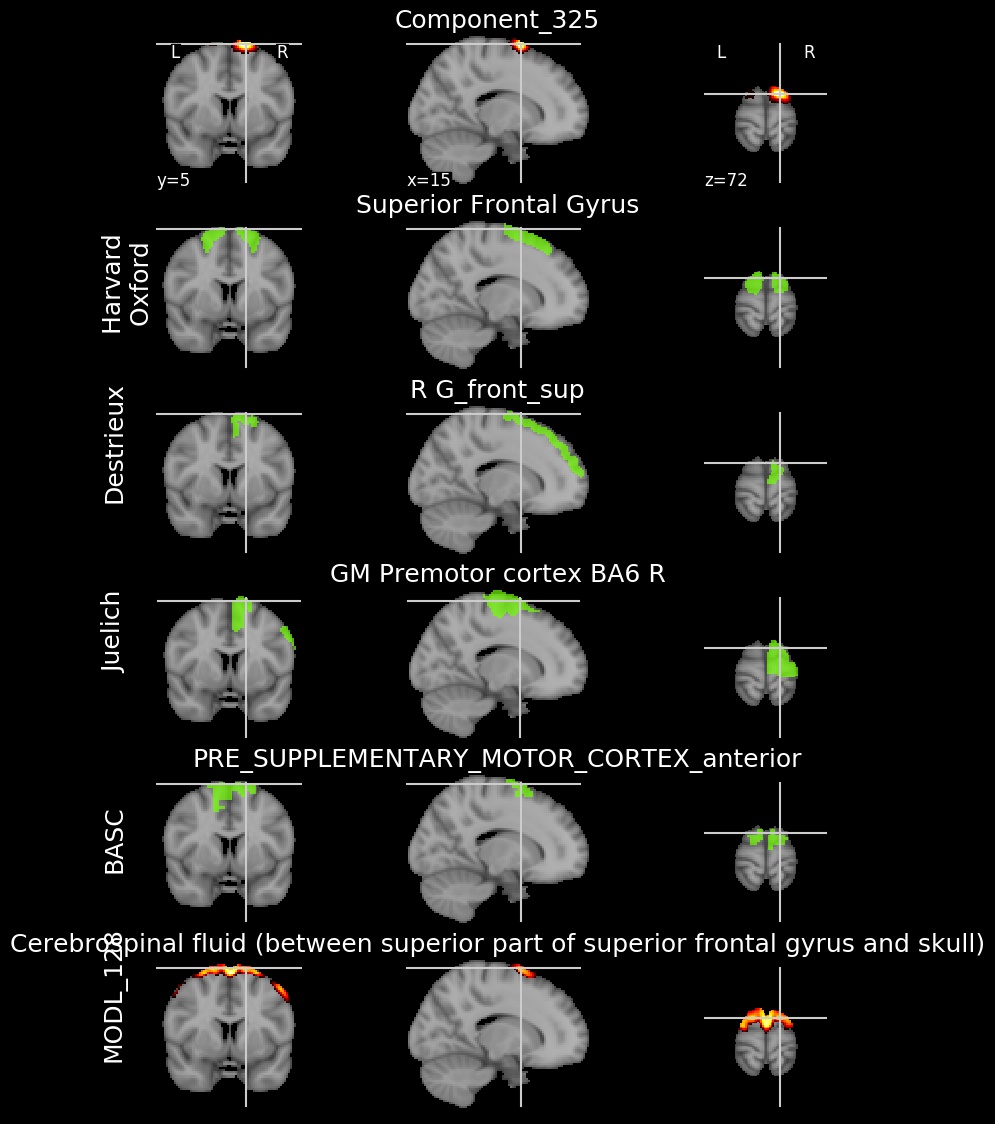 Component_325
L R
L R
y=5 x=15 z=72
Superior Frontal Gyrus
Harvard
Oxford
R G_front_sup
Destrieux
GM Premotor cortex BA6 R
Juelich
PRE_SUPPLEMENTARY_MOTOR_CORTEX_anterior
BASC
Cerebrospinal fluid (between superior part of superior frontal gyrus and skull)
MODL_128